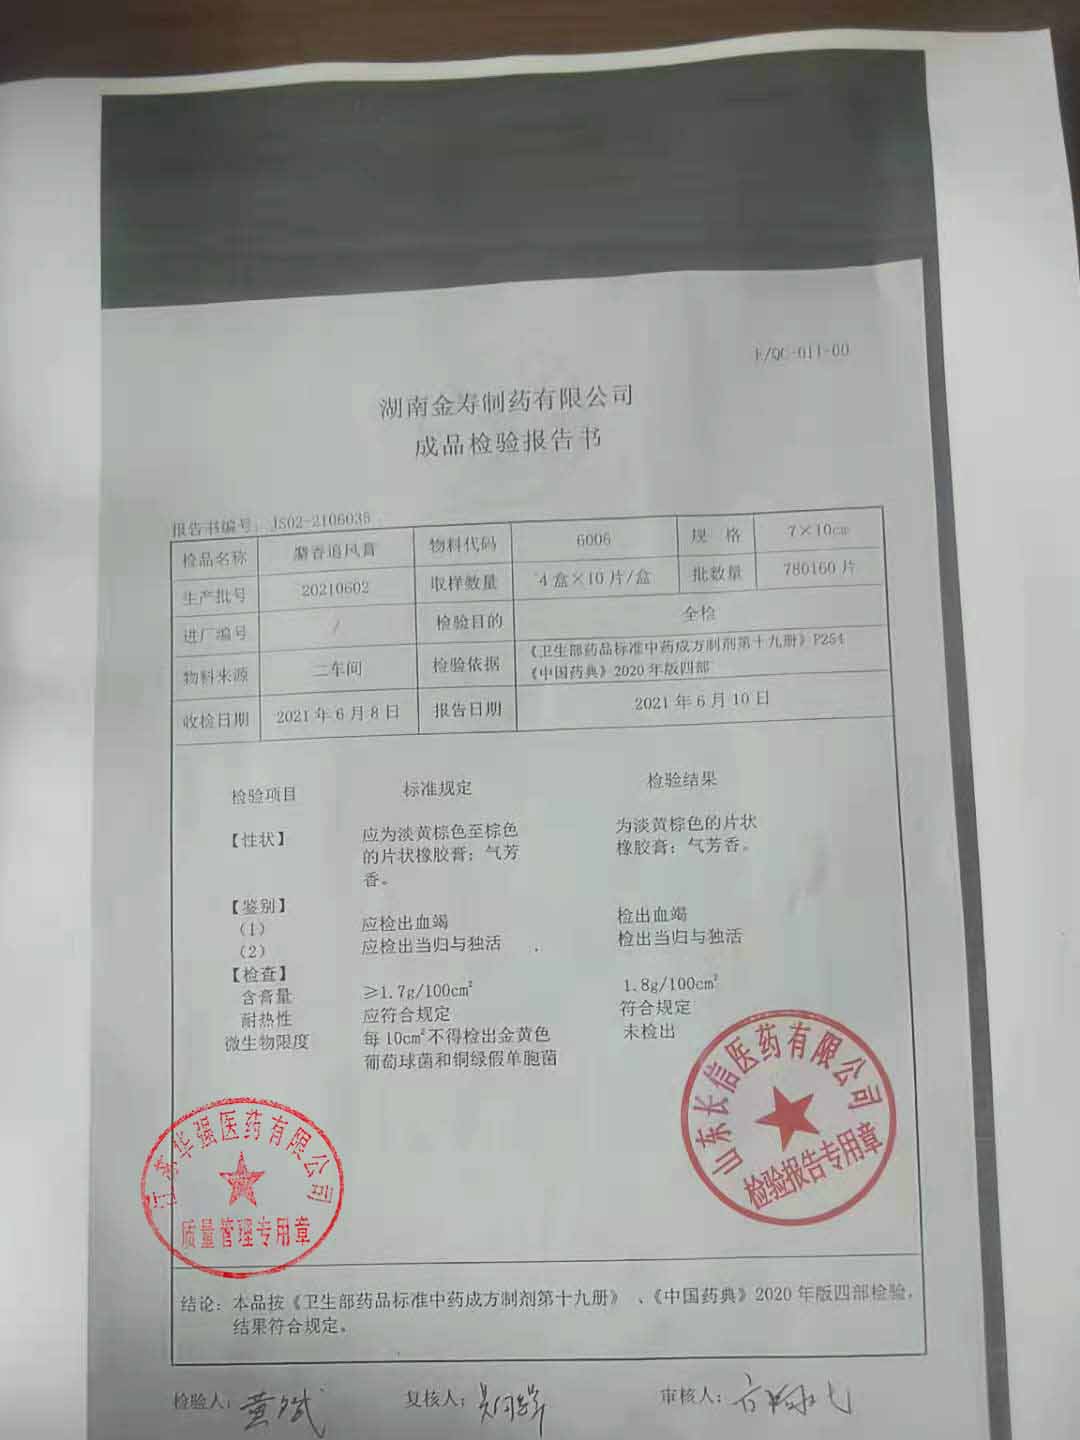 F/QC-011-00
湖南金寿制药有限公司
成品检验报告书
报告书编号: JS02-2106035
检品名称 麝香追风膏 物料代码 6006 规 格 7×10cm
生产批号 20210602 取样数量 4盒×10片/盒 批数量 780160片
进厂编号 / 检验目的 全检
物料来源 二车间 检验依据 《卫生部药品标准中药成方制剂第十九册》P254
《中国药典》2020年版四部
收检日期 2021年6月8日 报告日期 2021年6月10日
检验项目 标准规定 检验结果
【性状】 应为淡黄棕色至棕色 为淡黄棕色的片状
的片状橡胶膏；气芳 橡胶膏；气芳香。
香。
【鉴别】
(1) 应检出血竭 检出血竭
(2) 应检出当归与独活 检出当归与独活
【检查】
含膏量 ≥1.7g/100cm² 1.8g/100cm²
耐热性 应符合规定 符合规定
微生物限度 每10cm²不得检出金黄色 未检出
葡萄球菌和铜绿假单胞菌
山东长信医药有限公司
检验报告专用章
江苏华强医药有限公司
质量管理专用章
结论：本品按《卫生部药品标准中药成方制剂第十九册》、《中国药典》2020年版四部检验，
结果符合规定。
检验人：黄斌 复核人： 审核人：